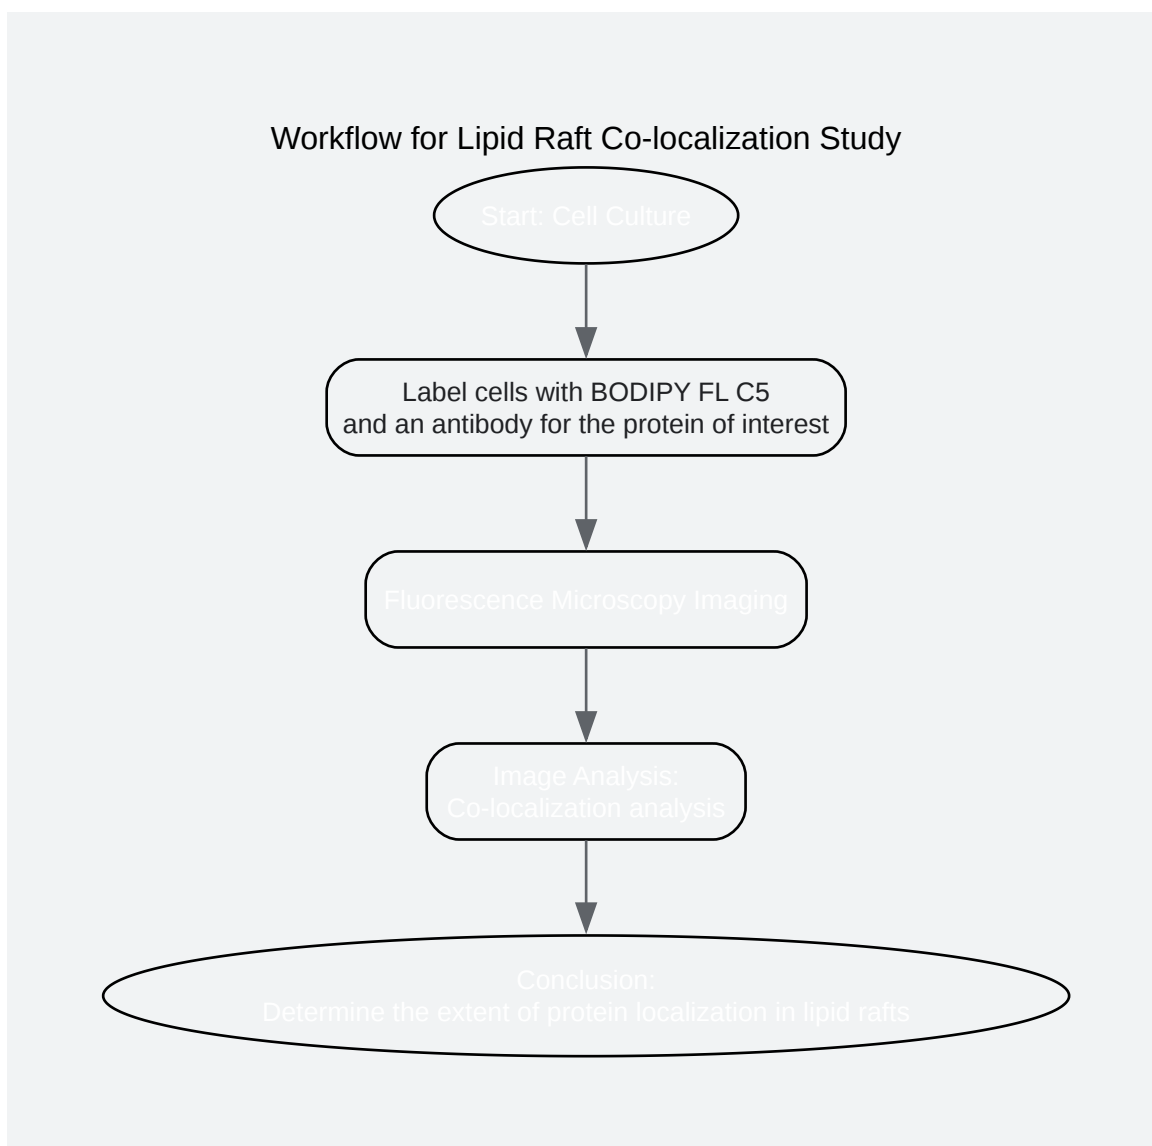 Workflow for Lipid Raft Co-localization Study
Start: Cell Culture
Label cells with BODIPY FL C5
and an antibody for the protein of interest
Fluorescence Microscopy Imaging
Image Analysis:
Co-localization analysis
Conclusion:
Determine the extent of protein localization in lipid rafts